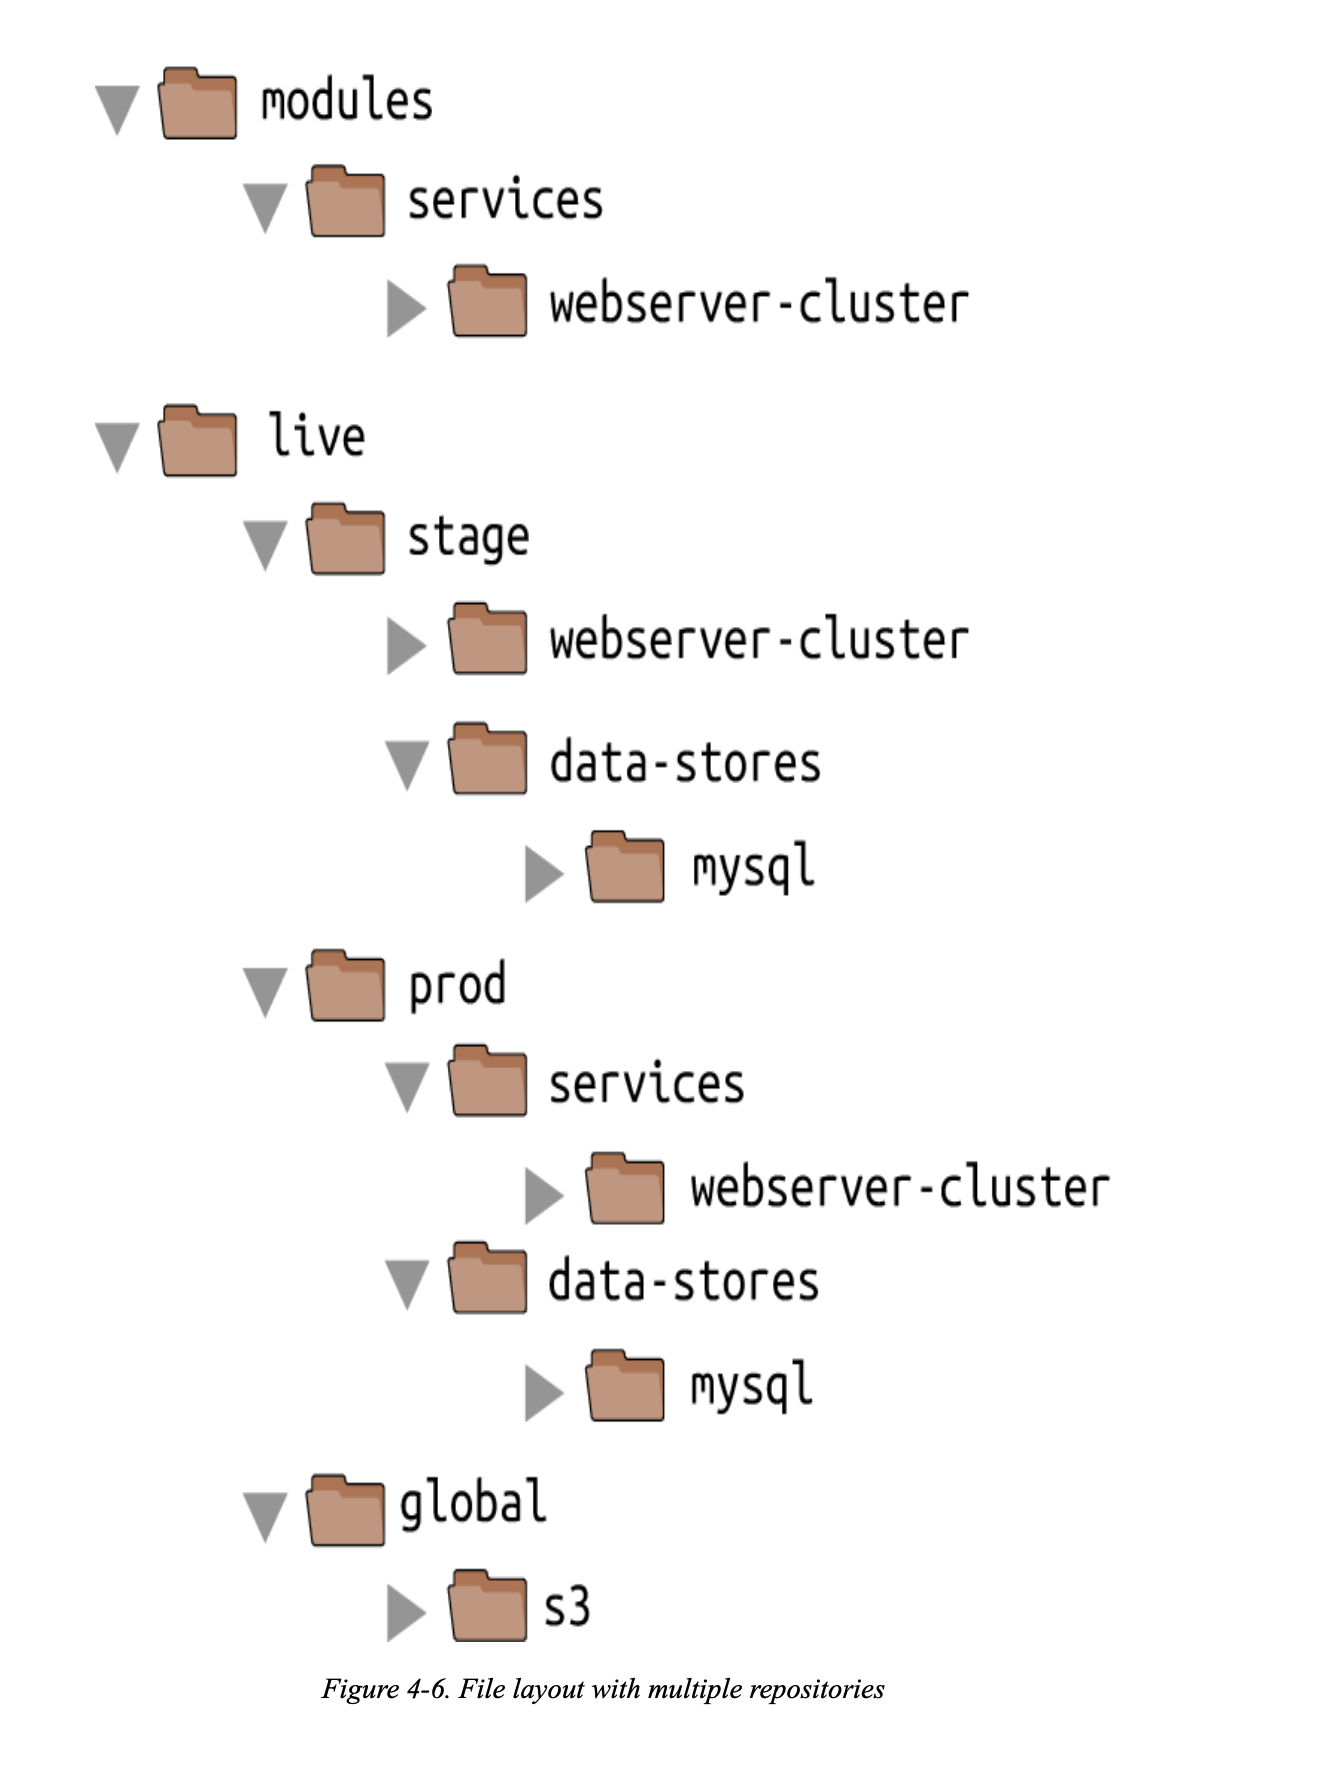 modules
services
webserver-cluster
live
stage
webserver-cluster
data-stores
mysql
prod
services
webserver-cluster
data-stores
mysql
global
s3
Figure 4-6. File layout with multiple repositories